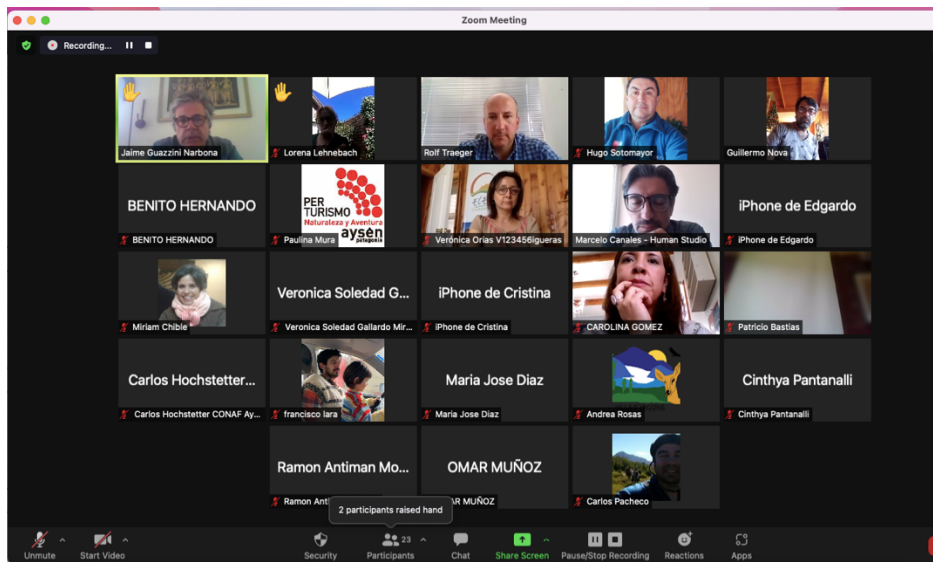 Zoom Meeting
Recording...
Jaime Guazzini Narbona
Lorena Lehnebach
Rolf Traeger
Hugo Sotomayor
Guillermo Nova
BENITO HERNANDO
BENITO HERNANDO
PER
TURISMO
Naturaleza y Aventura
aysén
patagonia
Paulina Mura
Verónica Orias V123456igueras
Marcelo Canales - Human Studio
iPhone de Edgardo
iPhone de Edgardo
Miriam Chible
Veronica Soledad G...
Veronica Soledad Gallardo Mir...
iPhone de Cristina
iPhone de Cristina
CAROLINA GOMEZ
Patricio Bastias
Carlos Hochstetter...
Carlos Hochstetter CONAF Ay...
francisco lara
Maria Jose Diaz
Maria Jose Diaz
Andrea Rosas
Cinthya Pantanalli
Cinthya Pantanalli
Ramon Antiman Mo...
Ramon Anti
OMAR MUÑOZ
AR MUÑOZ
Carlos Pacheco
2 participants raised hand
Unmute
Start Video
Security
23
Participants
Chat
Share Screen
Pause/Stop Recording
Reactions
Apps